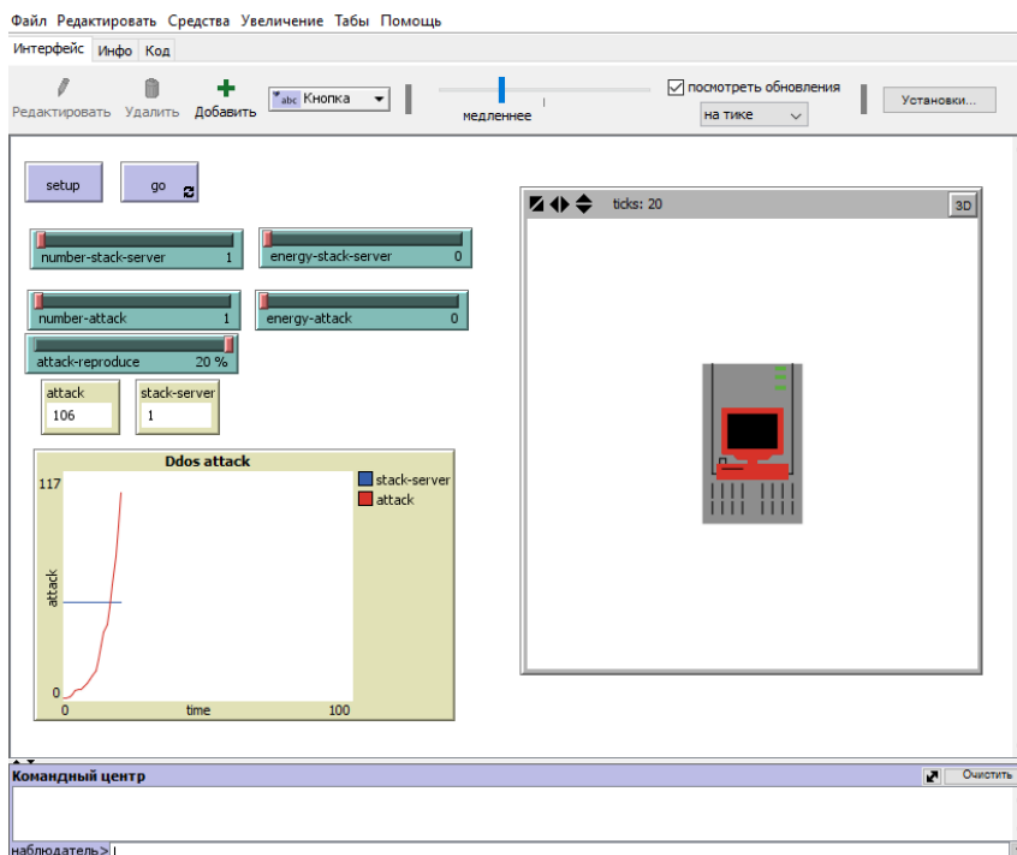 Файл Редактировать Средства Увеличение Табы Помощь
Интерфейс Инфо Код
Редактировать Удалить Добавить
abc Кнопка
медленнее
посмотреть обновления
на тике
Установки...
setup go
ticks: 20
3D
number-stack-server 1
energy-stack-server 0
number-attack 1
energy-attack 0
attack-reproduce 20 %
attack
106
stack-server
1
Ddos attack
117
attack
0
0 time 100
stack-server
attack
Командный центр
Очистить
наблюдатель>